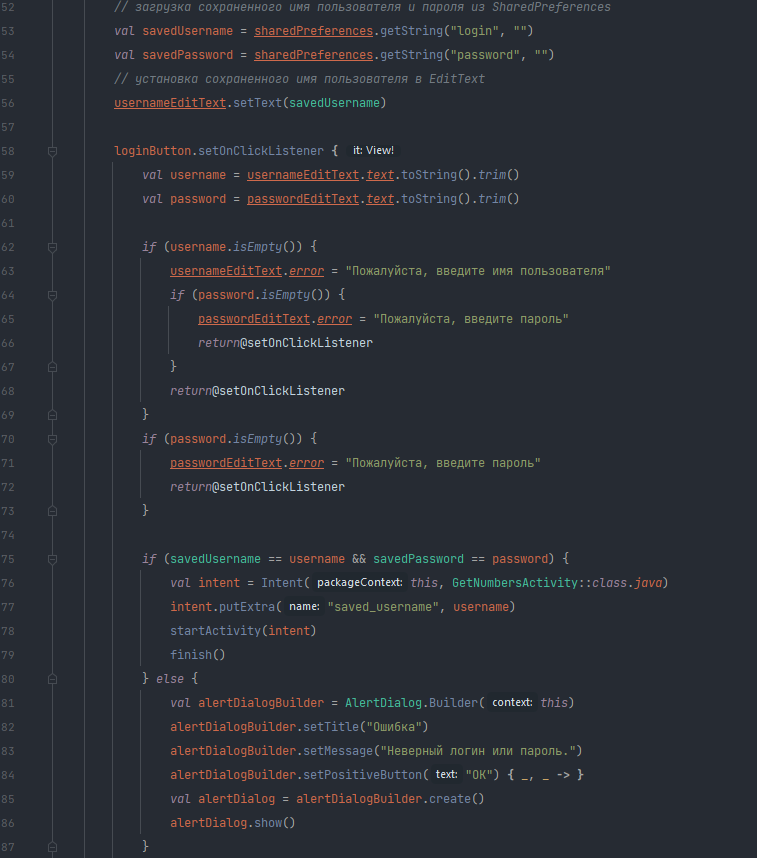 52 // загрузка сохраненного имя пользователя и пароля из SharedPreferences
53 val savedUsername = sharedPreferences.getString("login", "")
54 val savedPassword = sharedPreferences.getString("password", "")
55 // установка сохраненного имя пользователя в EditText
56 usernameEditText.setText(savedUsername)
57
58 loginButton.setOnClickListener { it: View!
59 val username = usernameEditText.text.toString().trim()
60 val password = passwordEditText.text.toString().trim()
61
62 if (username.isEmpty()) {
63 usernameEditText.error = "Пожалуйста, введите имя пользователя"
64 if (password.isEmpty()) {
65 passwordEditText.error = "Пожалуйста, введите пароль"
66 return@setOnClickListener
67 }
68 return@setOnClickListener
69 }
70 if (password.isEmpty()) {
71 passwordEditText.error = "Пожалуйста, введите пароль"
72 return@setOnClickListener
73 }
74
75 if (savedUsername == username && savedPassword == password) {
76 val intent = Intent( packageContext: this, GetNumbersActivity::class.java)
77 intent.putExtra( name: "saved_username", username)
78 startActivity(intent)
79 finish()
80 } else {
81 val alertDialogBuilder = AlertDialog.Builder( context: this)
82 alertDialogBuilder.setTitle("Ошибка")
83 alertDialogBuilder.setMessage("Неверный логин или пароль.")
84 alertDialogBuilder.setPositiveButton( text: "OK") { _, _ -> }
85 val alertDialog = alertDialogBuilder.create()
86 alertDialog.show()
87 }